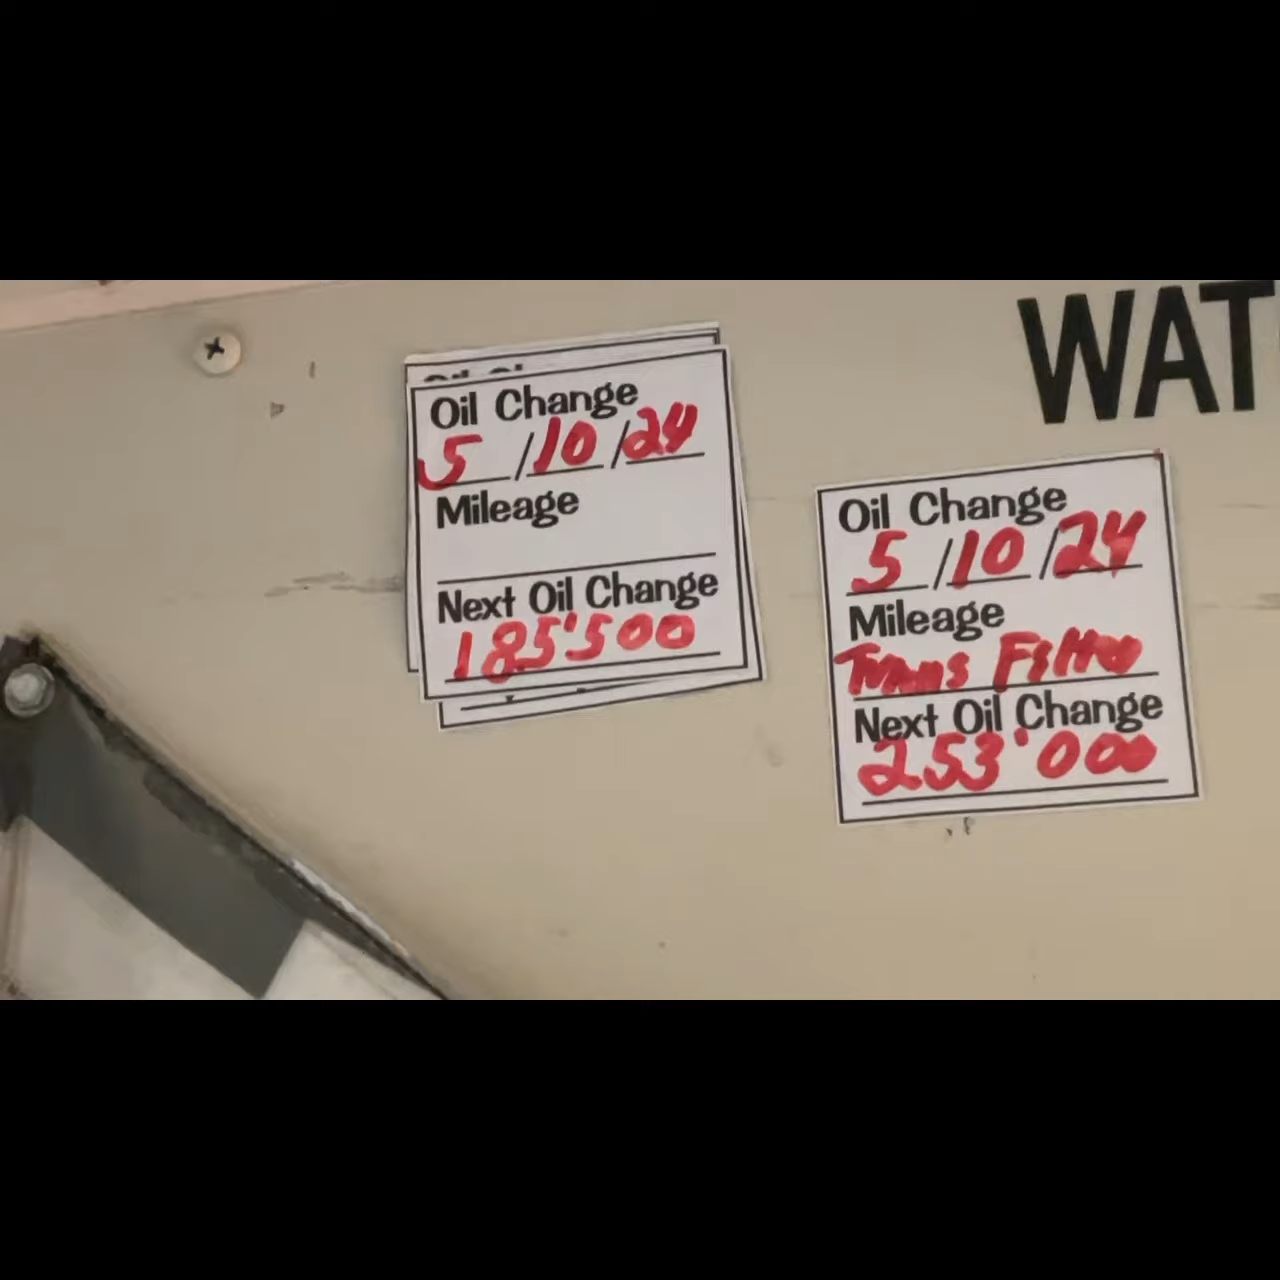 WAT
Oil Change
5/10/24
Mileage
Next Oil Change
185'500
Oil Change
5/10/24
Mileage
Trans Filter
Next Oil Change
253'000